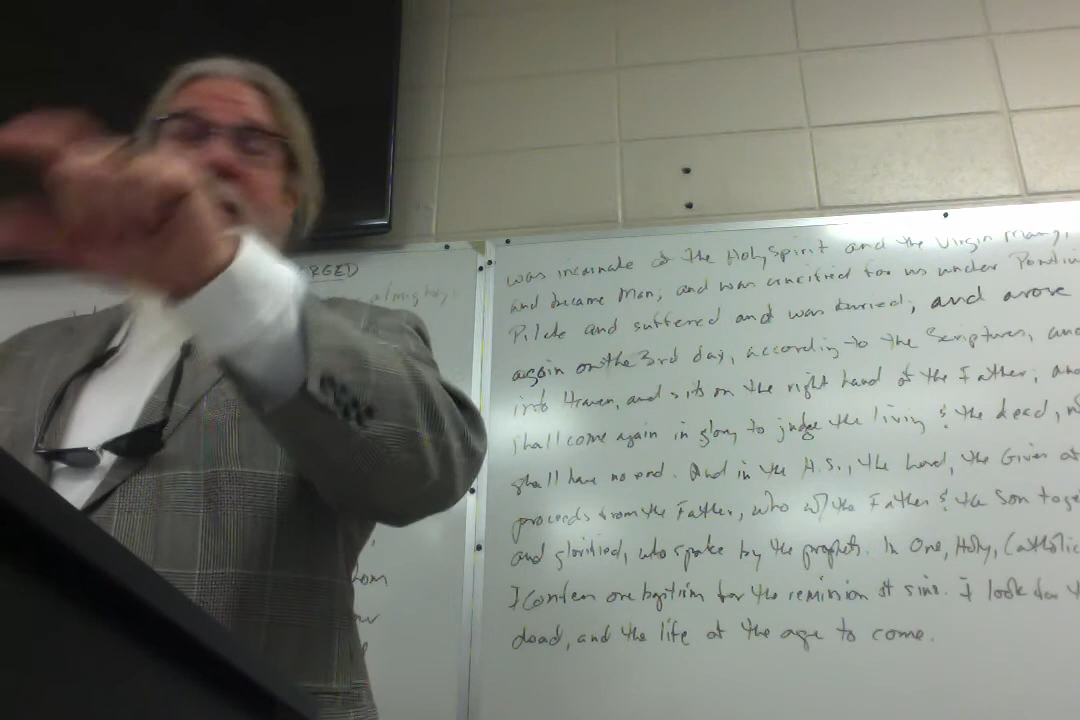 RGED
almighty;
was incarnate of the Holy Spirit and the Virgin Mary,
and became Man; and was crucified for us under Pontiu
Pilate and suffered and was buried; and arose
again on the 3rd day, according to the Scriptures, and
into Heaven, and sits on the right hand of the Father; and
shall come again in glory to judge the living & the dead,
shall have no end. And in the H.S., the Lord, the Giver of
proceeds from the Father, who w/ the Father & the Son toge
and glorified, who spoke by the prophets. In One, Holy, Catholic
I confess one baptism for the remission of sins. I look for
dead, and the life of the age to come.